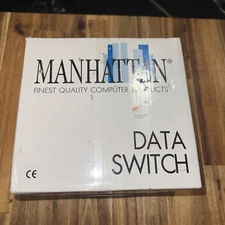 MANHATTAN®
FINEST QUALITY COMPUTER PRODUCTS
DATA
SWITCH
CE